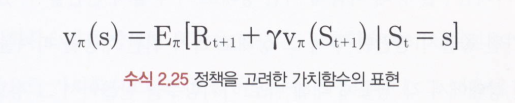 vπ(s) = Eπ[Rt+1 + γvπ(St+1) | St = s]
수식 2.25 정책을 고려한 가치함수의 표현